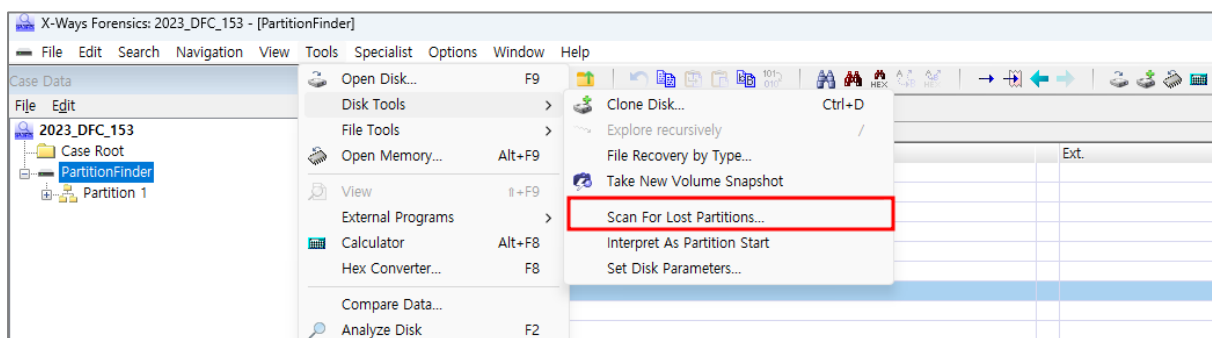 X-Ways Forensics: 2023_DFC_153 - [PartitionFinder]
File Edit Search Navigation View Tools Specialist Options Window Help
Case Data
File Edit
2023_DFC_153
Case Root
PartitionFinder
Partition 1
Open Disk... F9
Disk Tools >
File Tools >
Open Memory... Alt+F9
View ⇧+F9
External Programs >
Calculator Alt+F8
Hex Converter... F8
Compare Data...
Analyze Disk F2
Clone Disk... Ctrl+D
Explore recursively /
File Recovery by Type...
Take New Volume Snapshot
Scan For Lost Partitions...
Interpret As Partition Start
Set Disk Parameters...
HEX
Ext.